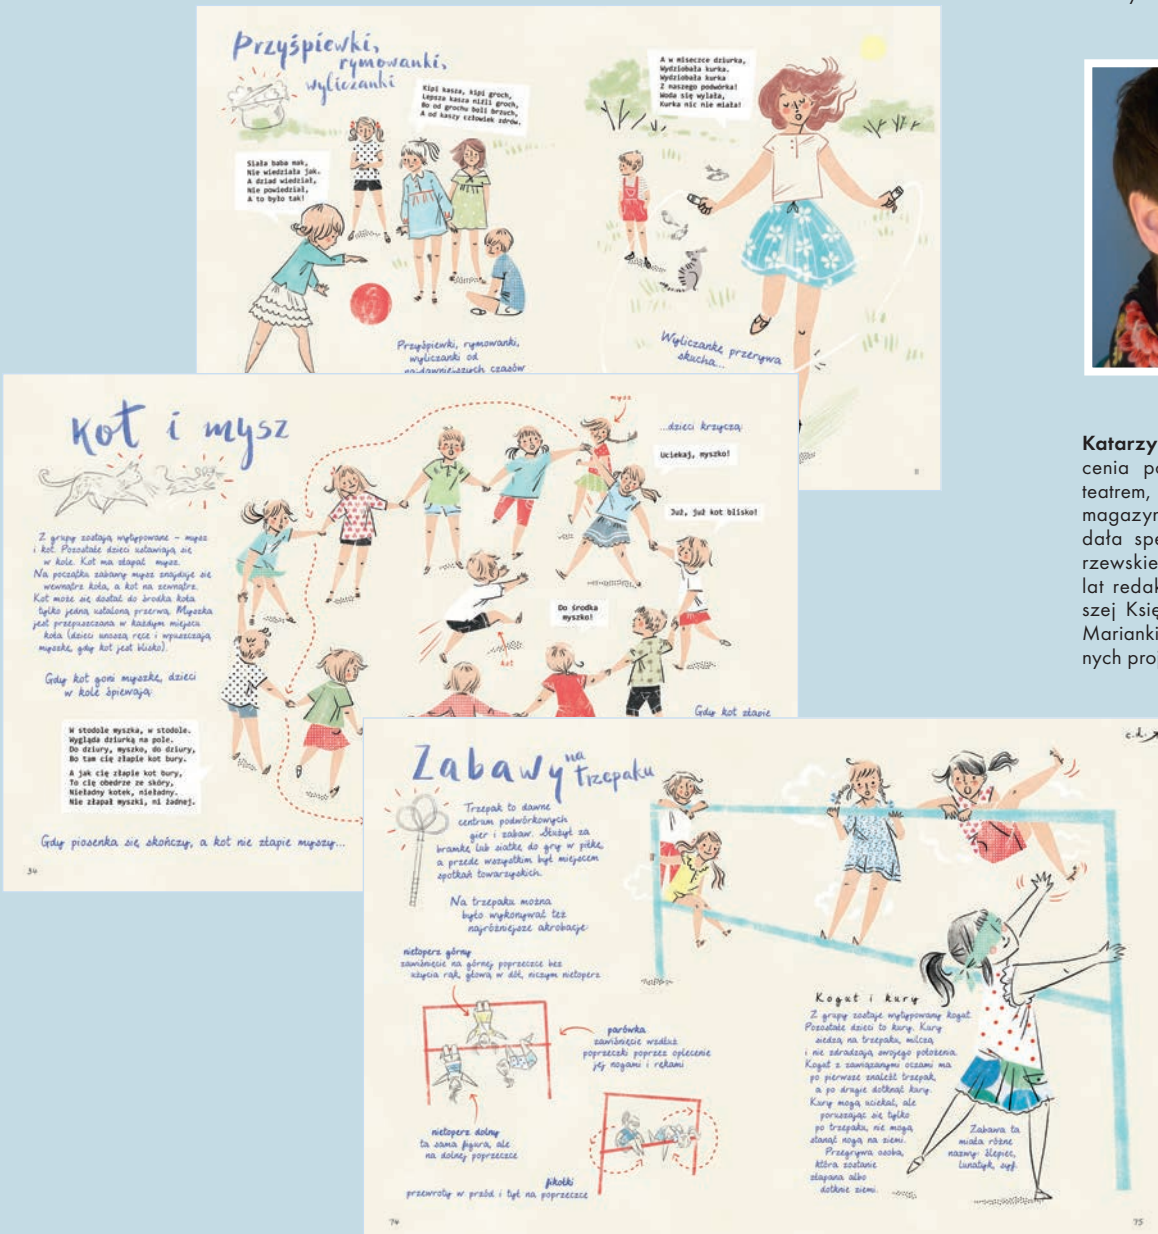 Przyśpiewki,
rymowanki,
wyliczanki
Kipi kasza, kipi groch,
Lepsza kasza niźli groch,
Bo od grochu boli brzuch,
A od kaszy człowiek zdrów.
Siała baba mak,
Nie wiedziała jak.
A dziad wiedział,
Nie powiedział,
A to było tak!
Przyśpiewki, rymowanki,
wyliczanki od
najdawniejszych czasów
A w miseczce dziurka,
Wydziobała kurka.
Wydziobała kurka
Z naszego podwórka!
Woda się wylała,
Kurka nic nie miała!
Wyliczankę przerywa
skucha...
Kot i mysz
Z grupy zostają wytypowane – mysz
i kot. Pozostałe dzieci ustawiają się
w kole. Kot ma złapać mysz.
Na początku zabawy mysz znajduje się
wewnątrz koła, a kot na zewnątrz.
Kot może się dostać do środka koła
tylko jedną ustaloną przerwą. Myszka
jest przepuszczana w każdym miejscu
koła (dzieci unoszą ręce i wpuszczają
myszkę, gdy kot jest blisko).
Gdy kot goni myszkę, dzieci
w kole śpiewają:
W stodole myszka, w stodole.
Wygląda dziurką na pole.
Do dziury, myszko, do dziury,
Bo tam cię złapie kot bury.
A jak cię złapie kot bury,
To cię obedrze ze skóry,
Nieładny kotek, nieładny.
Nie złapał myszki, ni żadnej.
Gdy piosenka się skończy, a kot nie złapie myszy...
34
mysz
...dzieci krzyczą:
Uciekaj, myszko!
Już, już kot blisko!
Do środka
myszko!
kot
Gdy kot złapie
Zabawy na
trzepaku
Trzepak to dawne
centrum podwórkowych
gier i zabaw. Służył za
bramkę lub siatkę do gry w piłkę,
a przede wszystkim był miejscem
spotkań towarzyskich.
Na trzepaku można
było wykonywać też
najróżniejsze akrobacje:
nietoperz górny
zawiśnięcie na górnej poprzeczce bez
użycia rąk, głową w dół, niczym nietoperz
parówka
zawiśnięcie wzdłuż
poprzeczki poprzez oplecenie
jej nogami i rękami
nietoperz dolny
ta sama figura, ale
na dolnej poprzeczce
fikołki
przewroty w przód i tył na poprzeczce
74
c.d.
Kogut i kury
Z grupy zostaje wytypowany kogut.
Pozostałe dzieci to kury. Kury
siedzą na trzepaku, milczą
i nie zdradzają swojego położenia.
Kogut z zawiązanymi oczami ma
po pierwsze znaleźć trzepak,
a po drugie dotknąć kury.
Kury mogą uciekać, ale
poruszając się tylko
po trzepaku, nie mogą
stanąć nogą na ziemi.
Przegrywa osoba,
która zostanie
złapana albo
dotknie ziemi.
Zabawa ta
miała różne
nazwy: ślepiec,
lunatyk, syf.
75
Katarzy
cenia po
teatrem,
magazyn
dała spe
rzewskie
lat redak
szej Księ
Marianki
nych proj